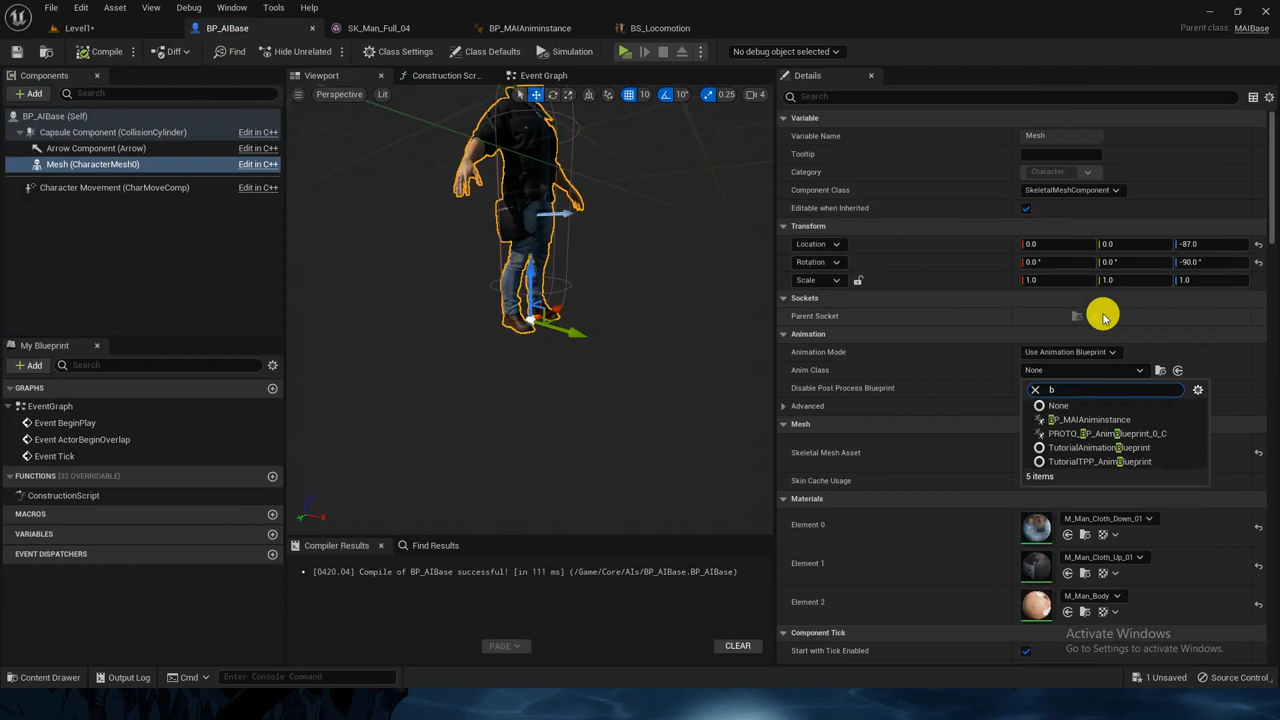 File Edit Asset View Debug Window Tools Help
Parent class: MAIBase
Level1• BP_AIBase SK_Man_Full_04 BP_MAIAniminstance BS_Locomotion
Compile Diff Find Hide Unrelated Class Settings Class Defaults Simulation No debug object selected
Components
Add Search
BP_AIBase (Self)
Capsule Component (CollisionCylinder) Edit in C++
Arrow Component (Arrow) Edit in C++
Mesh (CharacterMesh0) Edit in C++
Character Movement (CharMoveComp) Edit in C++
My Blueprint
Add Search
GRAPHS
EventGraph
Event BeginPlay
Event ActorBeginOverlap
Event Tick
FUNCTIONS (32 OVERRIDABLE)
ConstructionScript
MACROS
VARIABLES
EVENT DISPATCHERS
Viewport Construction Scr... Event Graph
Perspective Lit 10 10° 0.25 4
Compiler Results Find Results
• [0420.04] Compile of BP_AIBase successful! [in 111 ms] (/Game/Core/AIs/BP_AIBase.BP_AIBase)
PAGE CLEAR
Details
Search
Variable
Variable Name Mesh
Tooltip
Category Character
Component Class SkeletalMeshComponent
Editable when Inherited
Transform
Location 0.0 0.0 -87.0
Rotation 0.0 ° 0.0 ° -90.0 °
Scale 1.0 1.0 1.0
Sockets
Parent Socket
Animation
Animation Mode Use Animation Blueprint
Anim Class None
Disable Post Process Blueprint
b
None
BP_MAIAniminstance
PROTO_BP_AnimBlueprint_0_C
TutorialAnimationBlueprint
TutorialTPP_AnimBlueprint
5 items
Advanced
Mesh
Skeletal Mesh Asset
Skin Cache Usage
Materials
Element 0 M_Man_Cloth_Down_01
Element 1 M_Man_Cloth_Up_01
Element 2 M_Man_Body
Component Tick
Start with Tick Enabled
Activate Windows
Go to Settings to activate Windows.
Content Drawer Output Log Cmd Enter Console Command 1 Unsaved Source Control